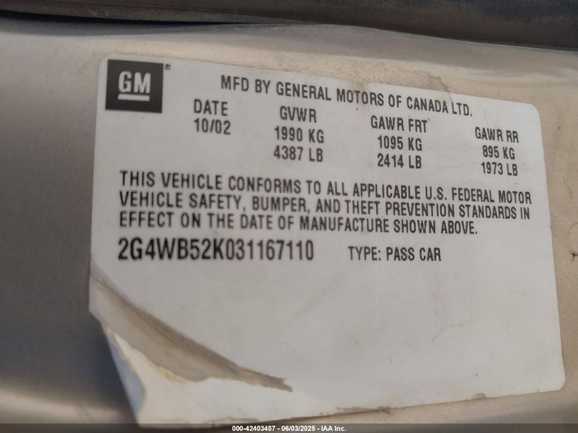 GM ®
MFD BY GENERAL MOTORS OF CANADA LTD.
DATE GVWR GAWR FRT GAWR RR
10/02 1990 KG 1095 KG 895 KG
4387 LB 2414 LB 1973 LB
THIS VEHICLE CONFORMS TO ALL APPLICABLE U.S. FEDERAL MOTOR
VEHICLE SAFETY, BUMPER, AND THEFT PREVENTION STANDARDS IN
EFFECT ON THE DATE OF MANUFACTURE SHOWN ABOVE.
2G4WB52K031167110 TYPE: PASS CAR
000-42403487 - 06/03/2025 - IAA Inc.